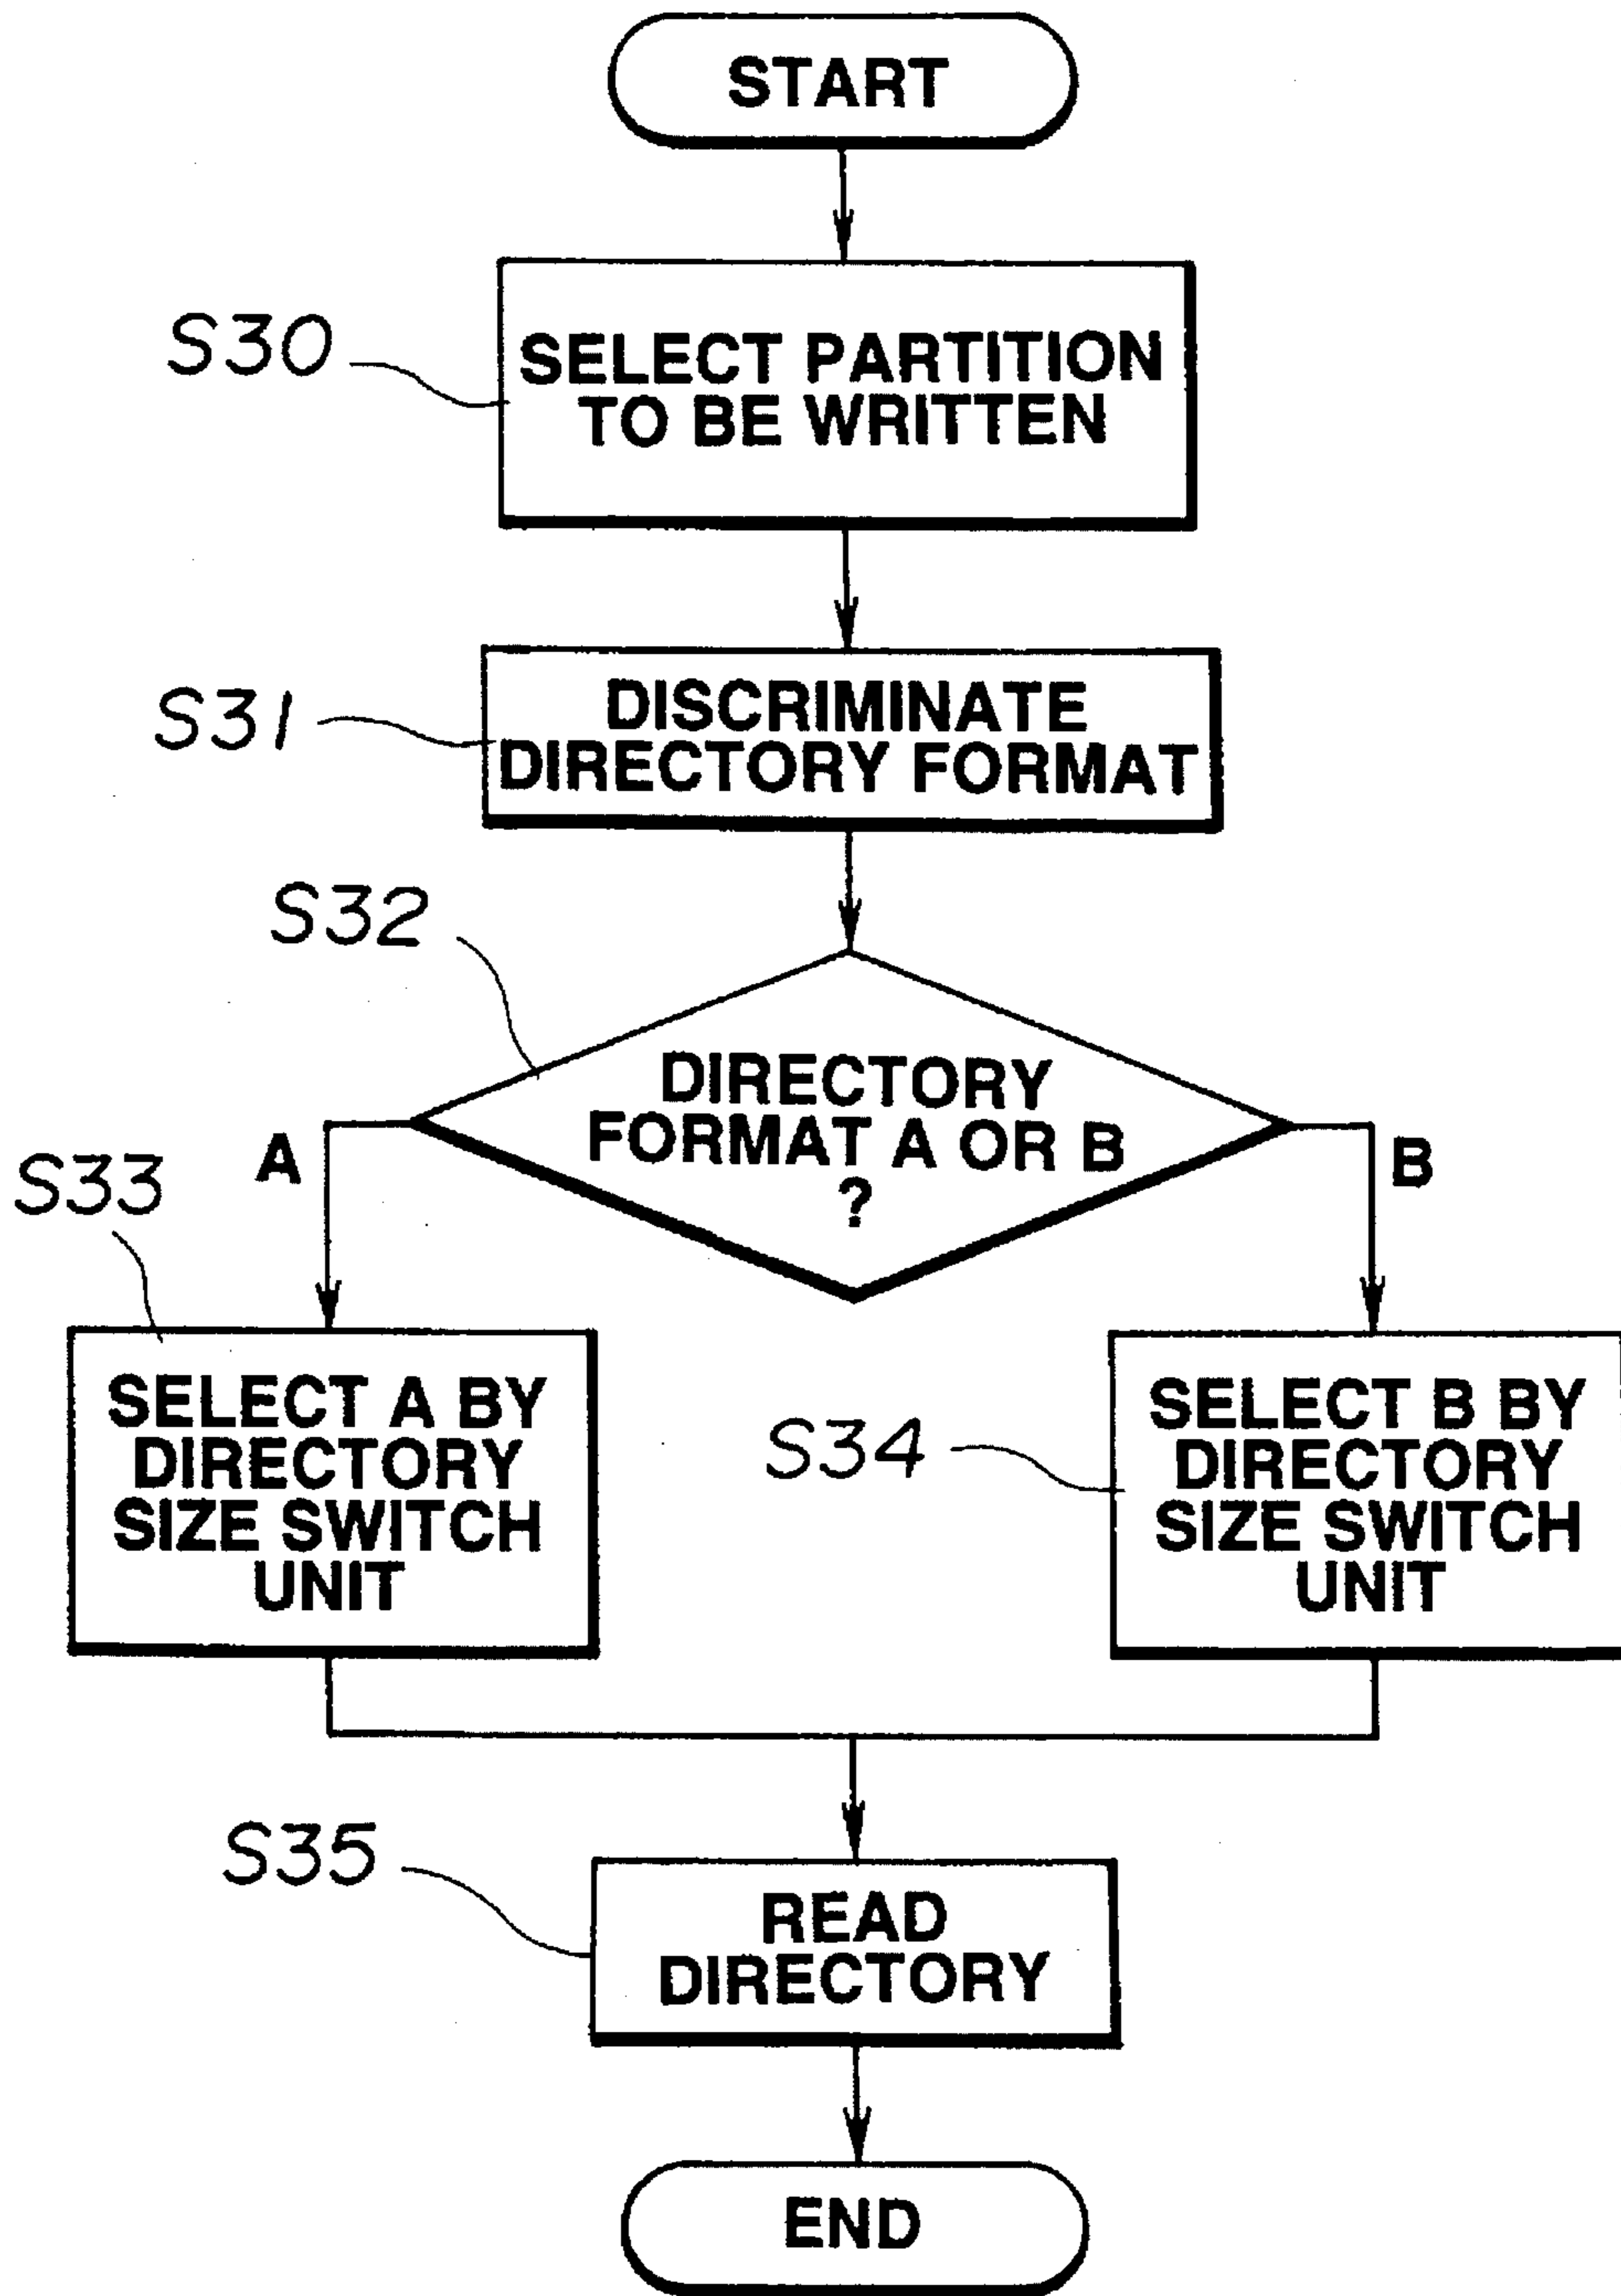 START
S30
SELECT PARTITION
TO BE WRITTEN
S31
DISCRIMINATE
DIRECTORY FORMAT
S32
DIRECTORY
FORMAT A OR B
?
A
B
S33
SELECT A BY
DIRECTORY
SIZE SWITCH
UNIT
S34
SELECT B BY
DIRECTORY
SIZE SWITCH
UNIT
S35
READ
DIRECTORY
END